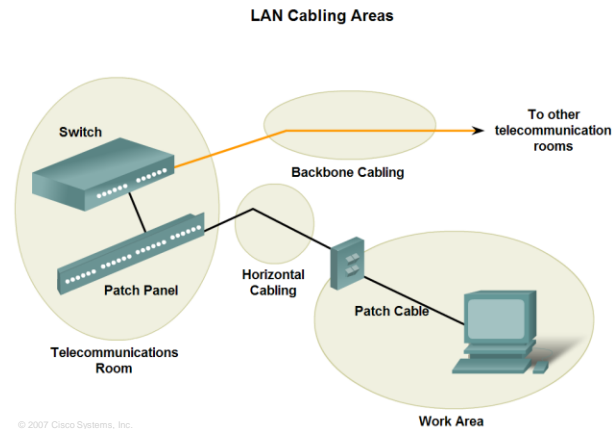 LAN Cabling Areas
Switch
To other
telecommunication
rooms
Backbone Cabling
Patch Panel
Horizontal
Cabling
Patch Cable
Telecommunications
Room
Work Area
© 2007 Cisco Systems, Inc.